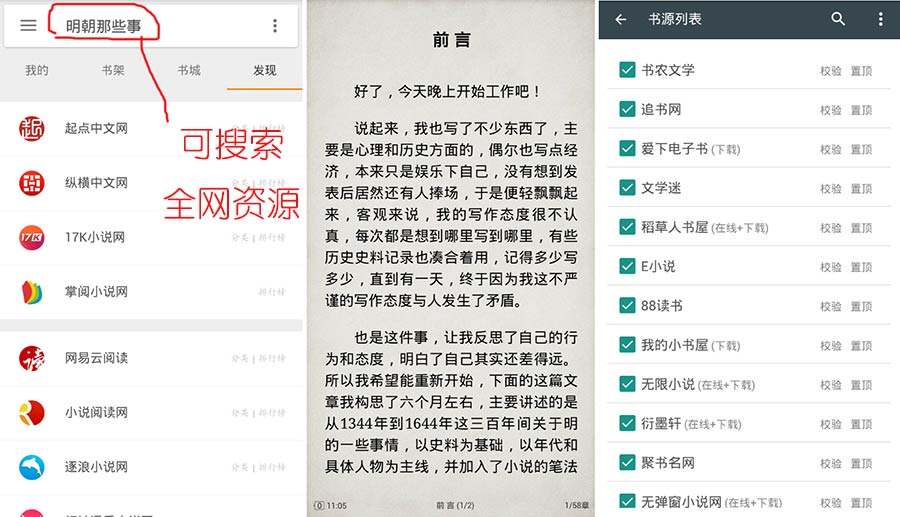 明朝那些事
我的 书架 书城 发现
可搜索
全网资源
起点中文网
纵横中文网
17K小说网 分类 | 排行榜
掌阅小说网 排行榜
网易云阅读 分类 | 排行榜
小说阅读网 分类 | 排行榜
逐浪小说网 分类 | 排行榜
前言
好了，今天晚上开始工作吧！
说起来，我也写了不少东西了，主
要是心理和历史方面的，偶尔也写点经
济，本来只是娱乐下自己，没有想到发
表后居然还有人捧场，于是便轻飘飘起
来，客观来说，我的写作态度很不认
真，每次都是想到哪里写到哪里，有些
历史史料记录也凑合着用，记得多少写
多少，直到有一天，终于因为我这不严
谨的写作态度与人发生了矛盾。
也是这件事，让我反思了自己的行
为和态度，明白了自己其实还差得远。
所以我希望能重新开始，下面的这篇文
章我构思了六个月左右，主要讲述的是
从1344年到1644年这三百年间关于明
的一些事情，以史料为基础，以年代和
具体人物为主线，并加入了小说的笔法
0 11:05 前言 (1/2) 1/58章
书源列表
书农文学 校验 置顶
追书网 校验 置顶
爱下电子书 (下载) 校验 置顶
文学迷 校验 置顶
稻草人书屋 (在线+下载) 校验 置顶
E小说 校验 置顶
88读书 校验 置顶
我的小书屋 (下载) 校验 置顶
无限小说 (在线+下载) 校验 置顶
衍墨轩 (在线+下载) 校验 置顶
聚书名网 校验 置顶
无弹窗小说网 (在线+下载) 校验 置顶